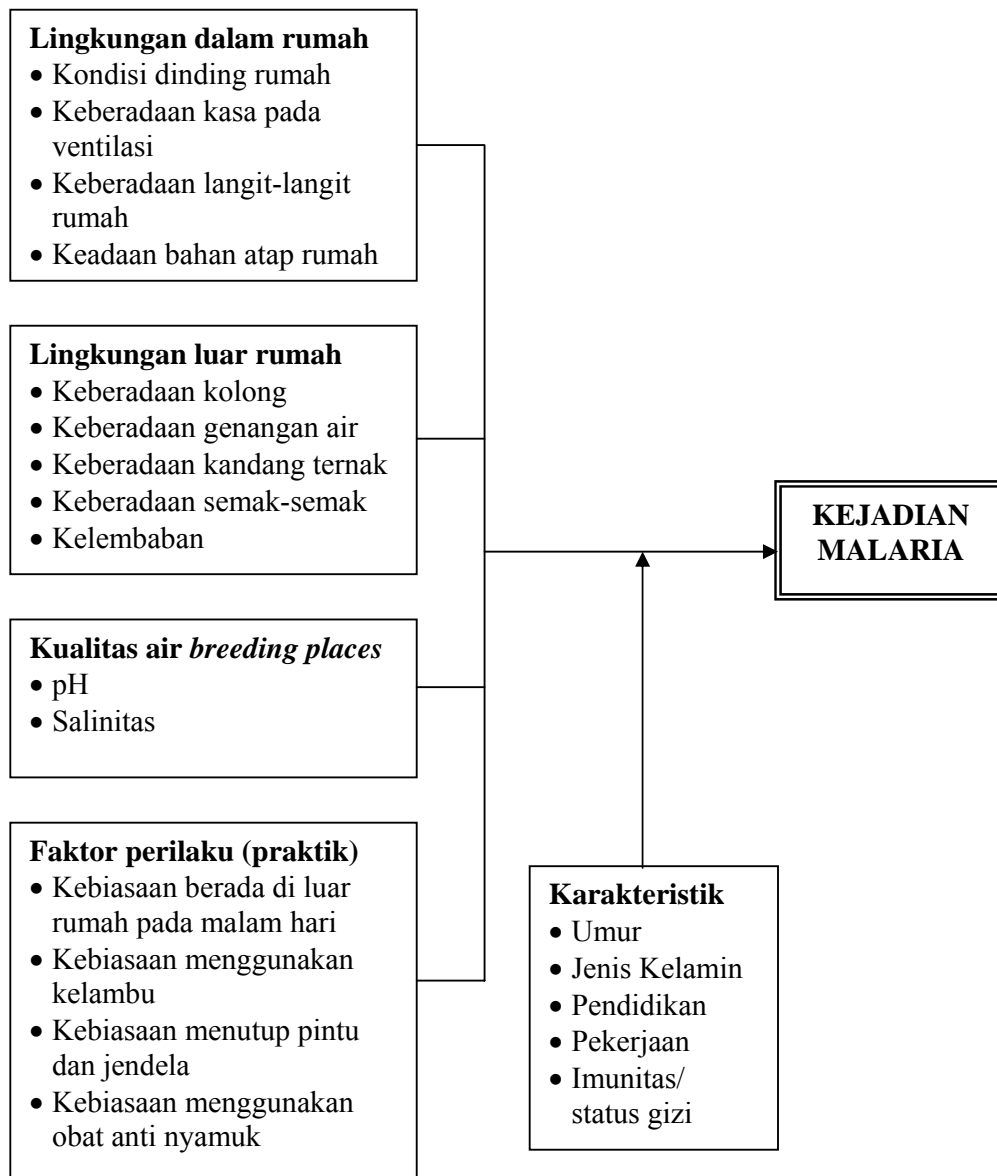 Lingkungan dalam rumah
• Kondisi dinding rumah
• Keberadaan kasa pada
ventilasi
• Keberadaan langit-langit
rumah
• Keadaan bahan atap rumah
Lingkungan luar rumah
• Keberadaan kolong
• Keberadaan genangan air
• Keberadaan kandang ternak
• Keberadaan semak-semak
• Kelembaban
KEJADIAN
MALARIA
Kualitas air breeding places
• pH
• Salinitas
Faktor perilaku (praktik)
• Kebiasaan berada di luar
rumah pada malam hari
• Kebiasaan menggunakan
kelambu
• Kebiasaan menutup pintu
dan jendela
• Kebiasaan menggunakan
obat anti nyamuk
Karakteristik
• Umur
• Jenis Kelamin
• Pendidikan
• Pekerjaan
• Imunitas/
status gizi